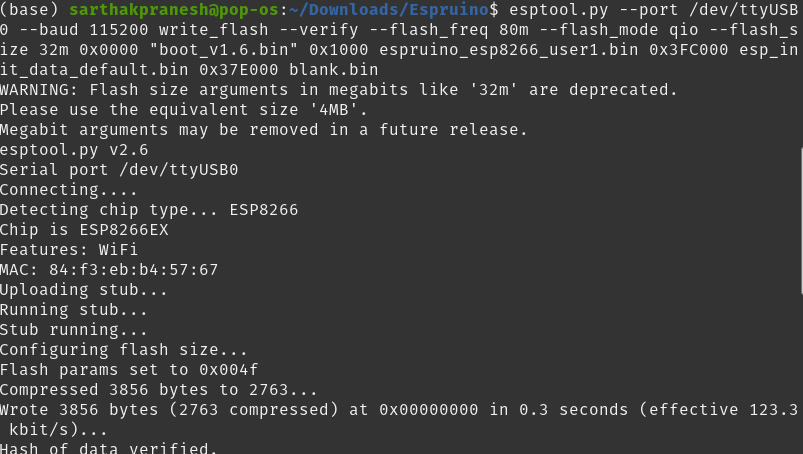 (base) sarthakpranesh@pop-os:~/Downloads/Espruino$ esptool.py --port /dev/ttyUSB
0 --baud 115200 write_flash --verify --flash_freq 80m --flash_mode qio --flash_s
ize 32m 0x0000 "boot_v1.6.bin" 0x1000 espruino_esp8266_user1.bin 0x3FC000 esp_in
it_data_default.bin 0x37E000 blank.bin
WARNING: Flash size arguments in megabits like '32m' are deprecated.
Please use the equivalent size '4MB'.
Megabit arguments may be removed in a future release.
esptool.py v2.6
Serial port /dev/ttyUSB0
Connecting....
Detecting chip type... ESP8266
Chip is ESP8266EX
Features: WiFi
MAC: 84:f3:eb:b4:57:67
Uploading stub...
Running stub...
Stub running...
Configuring flash size...
Flash params set to 0x004f
Compressed 3856 bytes to 2763...
Wrote 3856 bytes (2763 compressed) at 0x00000000 in 0.3 seconds (effective 123.3
 kbit/s)...
Hash of data verified.